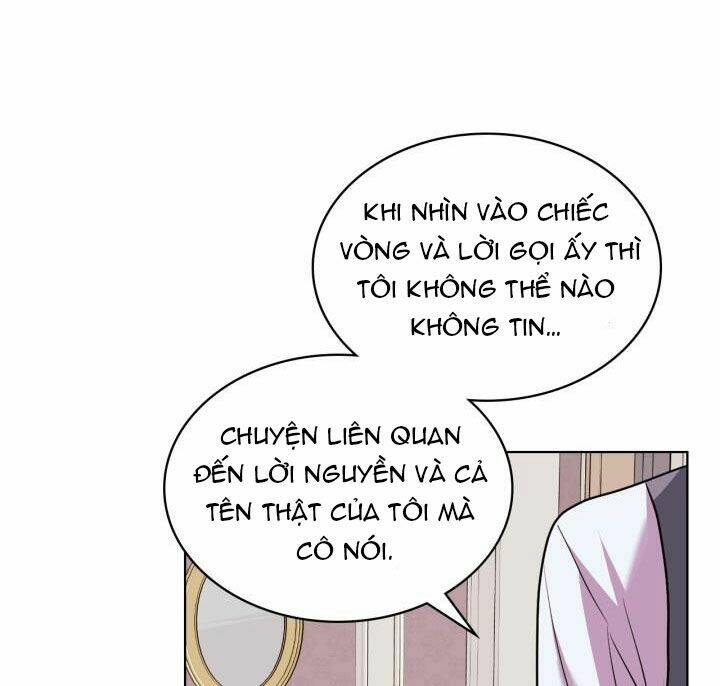 KHI NHÌN VÀO CHIẾC
VÒNG VÀ LỜI GỌI ẤY THÌ
TÔI KHÔNG THỂ NÀO
KHÔNG TIN...
CHUYỆN LIÊN QUAN
ĐẾN LỜI NGUYỀN VÀ CẢ
TÊN THẬT CỦA TÔI MÀ
CÔ NÓI.